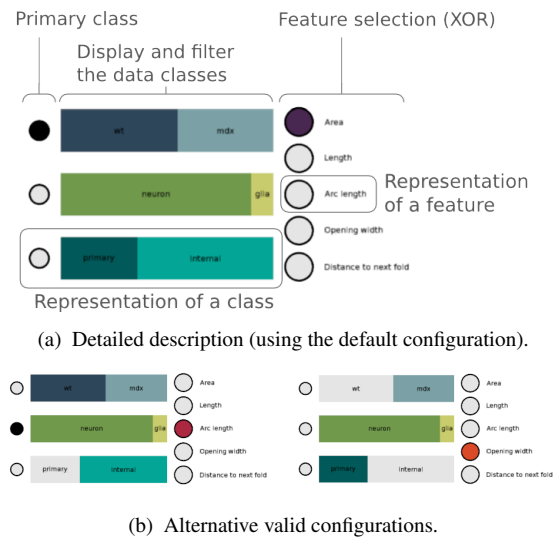 Primary class
Feature selection (XOR)
Display and filter
the data classes
wt
mdx
Area
Length
neuron
glia
Arc length
Representation
of a feature
Opening width
primary
internal
Distance to next fold
Representation of a class
(a) Detailed description (using the default configuration).
wt
mdx
Area
Length
neuron
glia
Arc length
Opening width
primary
internal
Distance to next fold
wt
mdx
Area
Length
neuron
glia
Arc length
Opening width
primary
internal
Distance to next fold
(b) Alternative valid configurations.